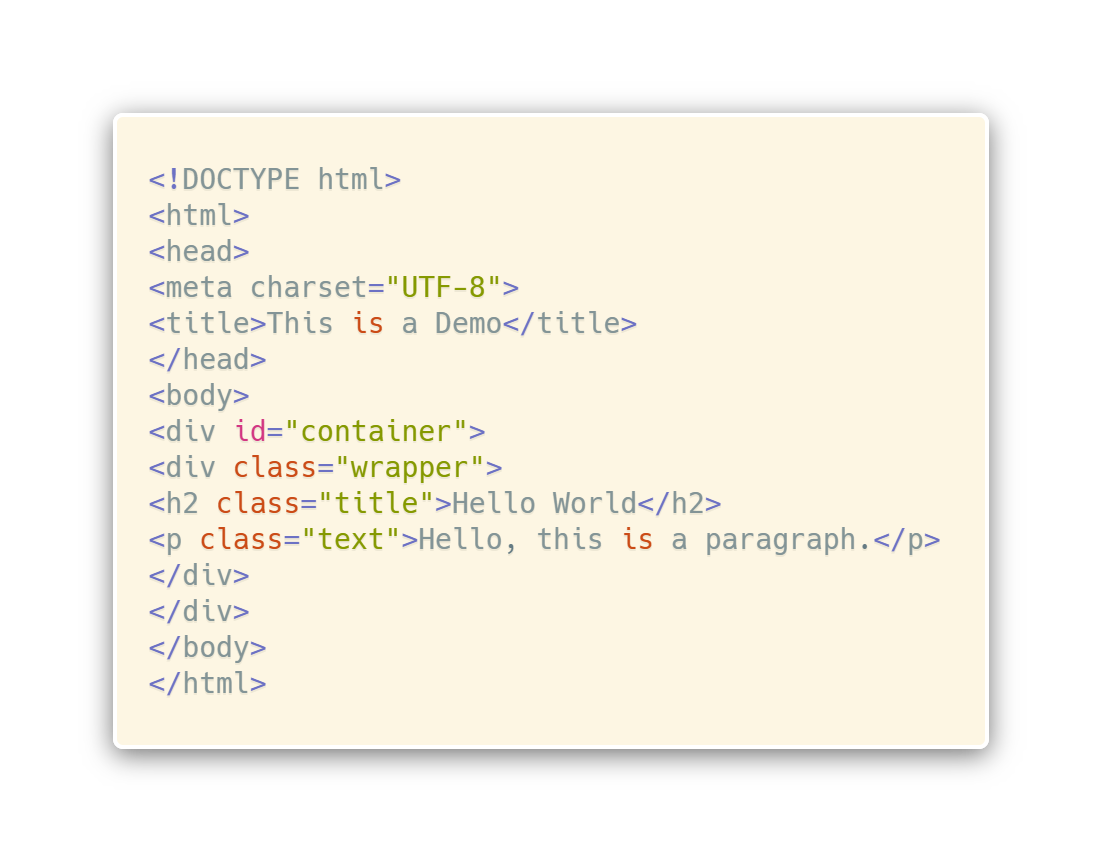 <!DOCTYPE html>
<html>
<head>
<meta charset="UTF-8">
<title>This is a Demo</title>
</head>
<body>
<div id="container">
<div class="wrapper">
<h2 class="title">Hello World</h2>
<p class="text">Hello, this is a paragraph.</p>
</div>
</div>
</body>
</html>